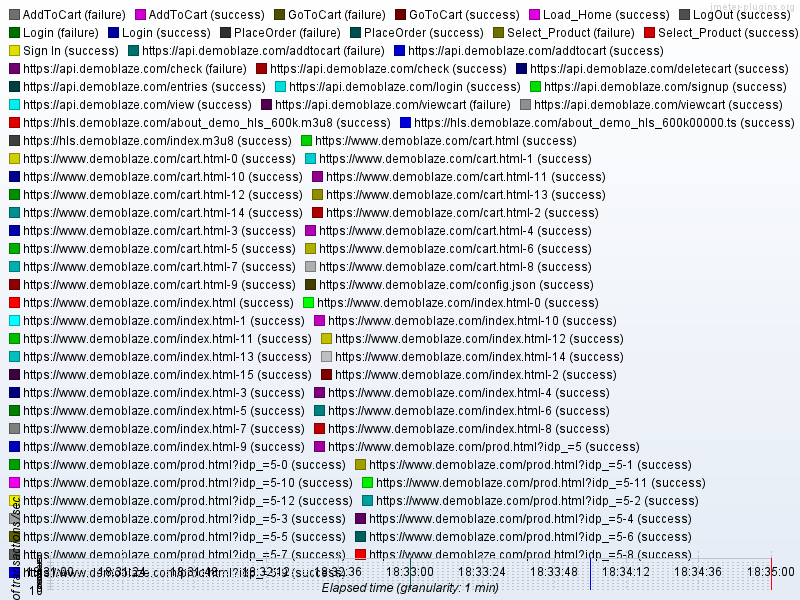 jmeter-plugins.org
AddToCart (failure) AddToCart (success) GoToCart (failure) GoToCart (success) Load_Home (success) LogOut (success)
Login (failure) Login (success) PlaceOrder (failure) PlaceOrder (success) Select_Product (failure) Select_Product (success)
Sign In (success) https://api.demoblaze.com/addtocart (failure) https://api.demoblaze.com/addtocart (success)
https://api.demoblaze.com/check (failure) https://api.demoblaze.com/check (success) https://api.demoblaze.com/deletecart (success)
https://api.demoblaze.com/entries (success) https://api.demoblaze.com/login (success) https://api.demoblaze.com/signup (success)
https://api.demoblaze.com/view (success) https://api.demoblaze.com/viewcart (failure) https://api.demoblaze.com/viewcart (success)
https://hls.demoblaze.com/about_demo_hls_600k.m3u8 (success) https://hls.demoblaze.com/about_demo_hls_600k00000.ts (success)
https://hls.demoblaze.com/index.m3u8 (success) https://www.demoblaze.com/cart.html (success)
https://www.demoblaze.com/cart.html-0 (success) https://www.demoblaze.com/cart.html-1 (success)
https://www.demoblaze.com/cart.html-10 (success) https://www.demoblaze.com/cart.html-11 (success)
https://www.demoblaze.com/cart.html-12 (success) https://www.demoblaze.com/cart.html-13 (success)
https://www.demoblaze.com/cart.html-14 (success) https://www.demoblaze.com/cart.html-2 (success)
https://www.demoblaze.com/cart.html-3 (success) https://www.demoblaze.com/cart.html-4 (success)
https://www.demoblaze.com/cart.html-5 (success) https://www.demoblaze.com/cart.html-6 (success)
https://www.demoblaze.com/cart.html-7 (success) https://www.demoblaze.com/cart.html-8 (success)
https://www.demoblaze.com/cart.html-9 (success) https://www.demoblaze.com/config.json (success)
https://www.demoblaze.com/index.html (success) https://www.demoblaze.com/index.html-0 (success)
https://www.demoblaze.com/index.html-1 (success) https://www.demoblaze.com/index.html-10 (success)
https://www.demoblaze.com/index.html-11 (success) https://www.demoblaze.com/index.html-12 (success)
https://www.demoblaze.com/index.html-13 (success) https://www.demoblaze.com/index.html-14 (success)
https://www.demoblaze.com/index.html-15 (success) https://www.demoblaze.com/index.html-2 (success)
https://www.demoblaze.com/index.html-3 (success) https://www.demoblaze.com/index.html-4 (success)
https://www.demoblaze.com/index.html-5 (success) https://www.demoblaze.com/index.html-6 (success)
https://www.demoblaze.com/index.html-7 (success) https://www.demoblaze.com/index.html-8 (success)
https://www.demoblaze.com/index.html-9 (success) https://www.demoblaze.com/prod.html?idp_=5 (success)
https://www.demoblaze.com/prod.html?idp_=5-0 (success) https://www.demoblaze.com/prod.html?idp_=5-1 (success)
https://www.demoblaze.com/prod.html?idp_=5-10 (success) https://www.demoblaze.com/prod.html?idp_=5-11 (success)
https://www.demoblaze.com/prod.html?idp_=5-12 (success) https://www.demoblaze.com/prod.html?idp_=5-2 (success)
https://www.demoblaze.com/prod.html?idp_=5-3 (success) https://www.demoblaze.com/prod.html?idp_=5-4 (success)
https://www.demoblaze.com/prod.html?idp_=5-5 (success) https://www.demoblaze.com/prod.html?idp_=5-6 (success)
https://www.demoblaze.com/prod.html?idp_=5-7 (success) https://www.demoblaze.com/prod.html?idp_=5-8 (success)
https://www.demoblaze.com/prod.html?idp_=5-9 (success)
18:31:24 18:31:48 18:32:12 18:32:36 18:33:00 18:33:24 18:33:48 18:34:12 18:34:36 18:35:00
10
Elapsed time (granularity: 1 min)
of transactions /sec